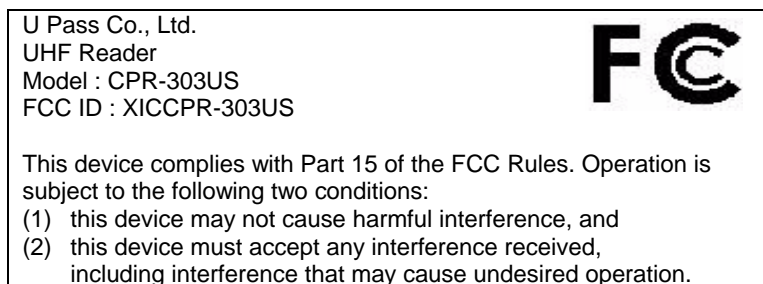 U Pass Co., Ltd.
UHF Reader
Model : CPR-303US
FCC ID : XICCPR-303US
FCC
This device complies with Part 15 of the FCC Rules. Operation is
subject to the following two conditions:
(1) this device may not cause harmful interference, and
(2) this device must accept any interference received,
including interference that may cause undesired operation.